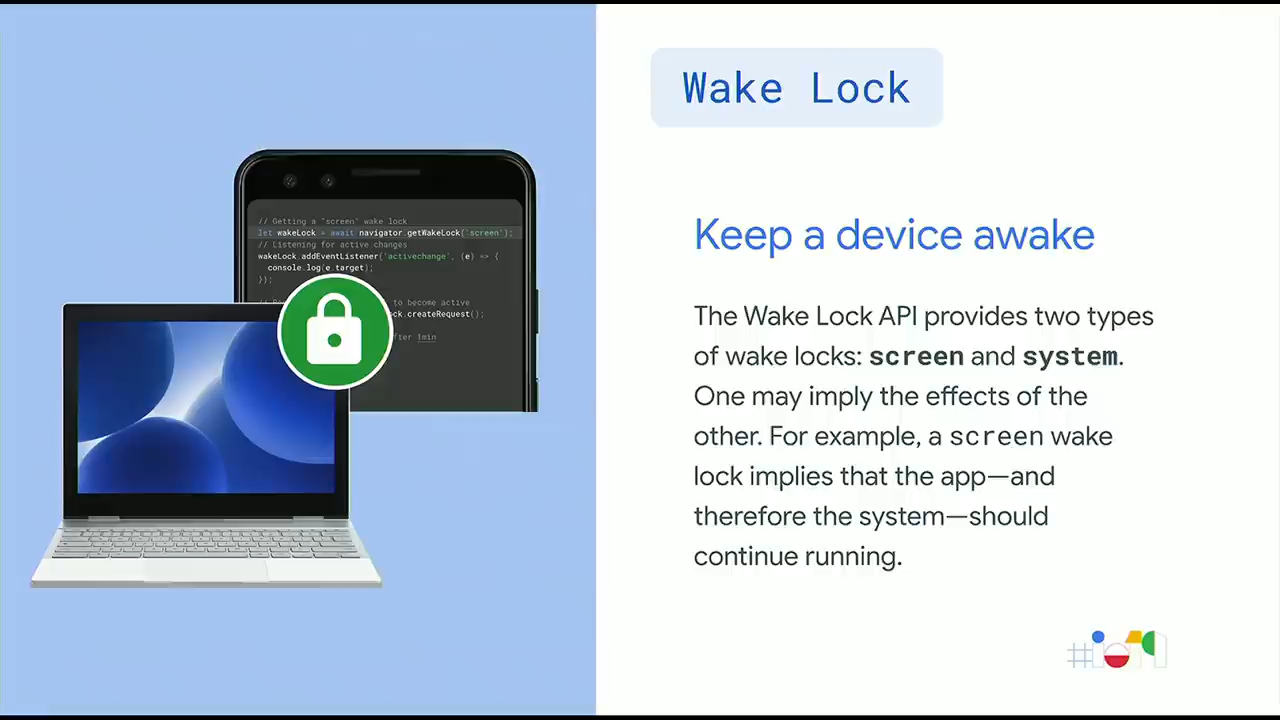 Wake Lock
Keep a device awake
The Wake Lock API provides two types
of wake locks: screen and system.
One may imply the effects of the
other. For example, a screen wake
lock implies that the app—and
therefore the system—should
continue running.
// Getting a "screen" wake lock
let wakeLock = await navigator.getWakeLock('screen');
// Listening for active changes
wakeLock.addEventListener('activechange', (e) => {
console.log(e.target);
});
to become active
ck.createRequest();
fter 1min
#io19